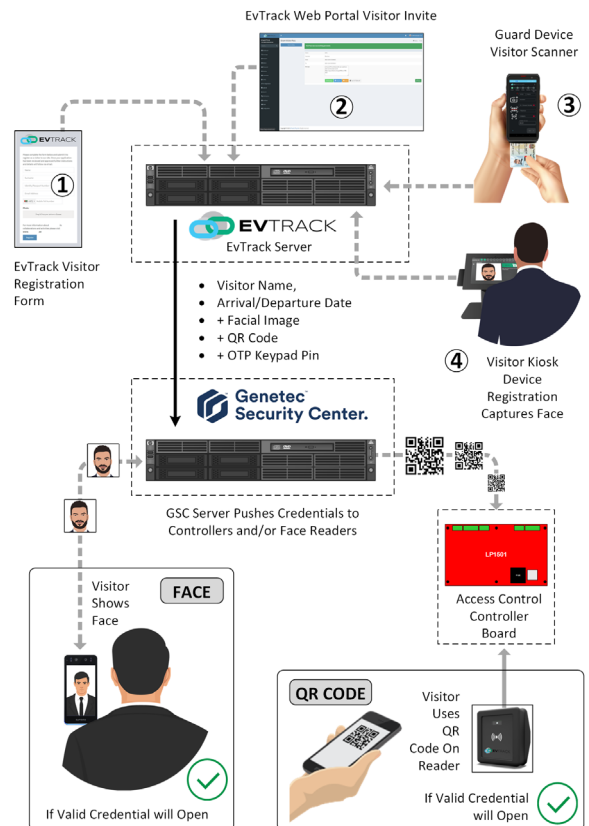 EvTrack Web Portal Visitor Invite
Guard Device
Visitor Scanner
2
3
EVTRACK
1
EvTrack Visitor
Registration
Form
EVTRACK
EvTrack Server
Visitor Name,
Arrival/Departure Date
+ Facial Image
+ QR Code
+ OTP Keypad Pin
4
Visitor Kiosk
Device
Registration
Captures Face
Genetec
Security Center.
GSC Server Pushes Credentials to
Controllers and/or Face Readers
LP1501
Access Control
Controller
Board
Visitor
Shows
Face
FACE
If Valid Credential will Open
QR CODE
Visitor
Uses
QR
Code On
Reader
If Valid Credential
will Open